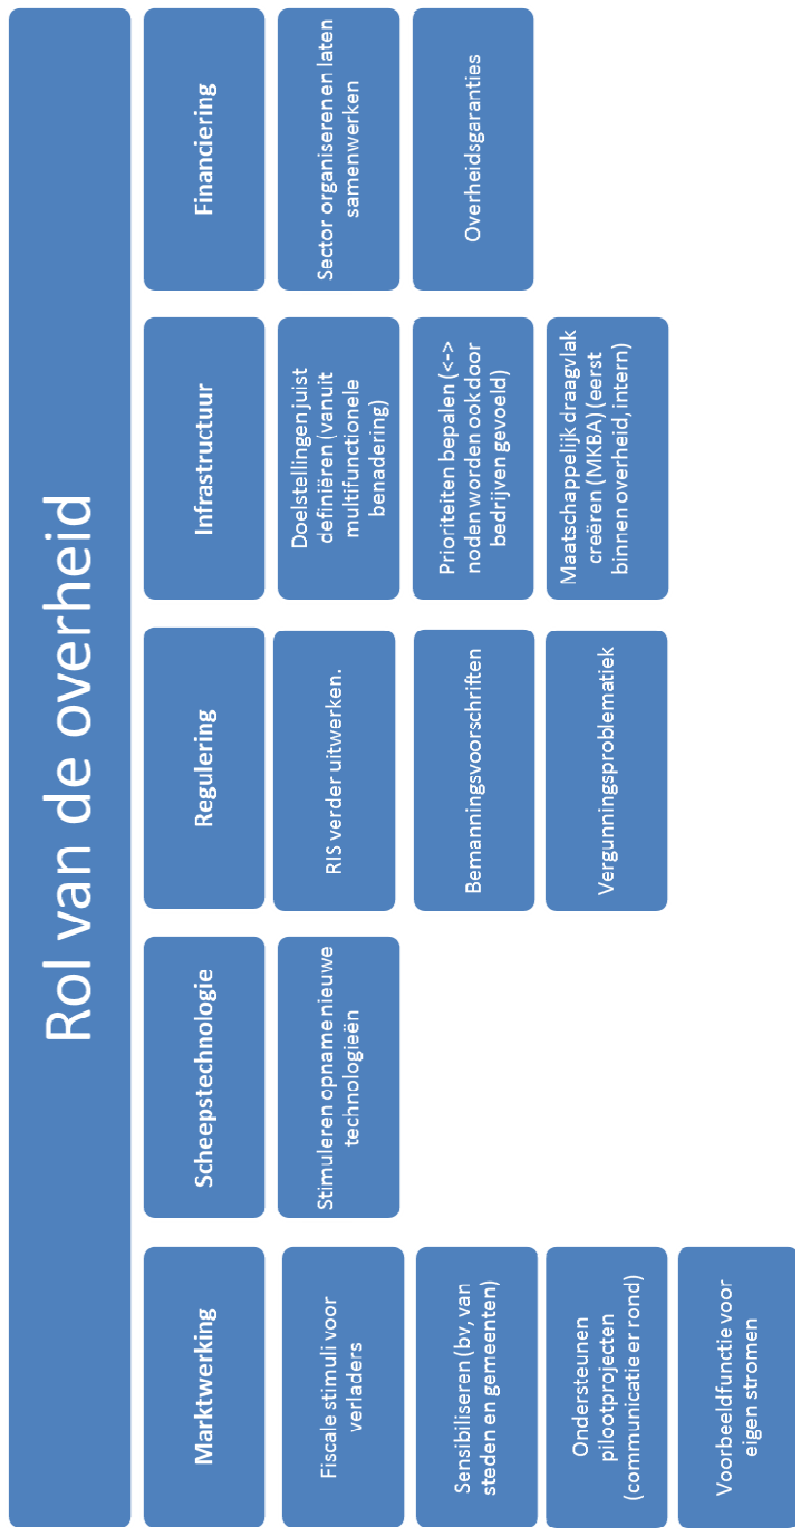 Rol van de overheid
Marktwerking
Fiscale stimuli voor
verladers
Sensibiliseren (bv, van
steden en gemeenten)
Ondersteunen
pilootprojecten
(communicatie er rond)
Voorbeeldfunctie voor
eigen stromen
Scheepstechnologie
Stimuleren opname nieuwe
technologieën
Regulering
RIS verder uitwerken.
Bemanningsvoorschriften
Vergunningsproblematiek
Infrastructuur
Doelstellingen juist
definiëren (vanuit
multifunctionele
benadering)
Prioriteiten bepalen (<->
noden worden ook door
bedrijven gevoeld)
Maatschappelijk draagvlak
creëren (MKBA) (eerst
binnen overheid, intern)
Financiering
Sector organiseren en laten
samenwerken
Overheidsgaranties